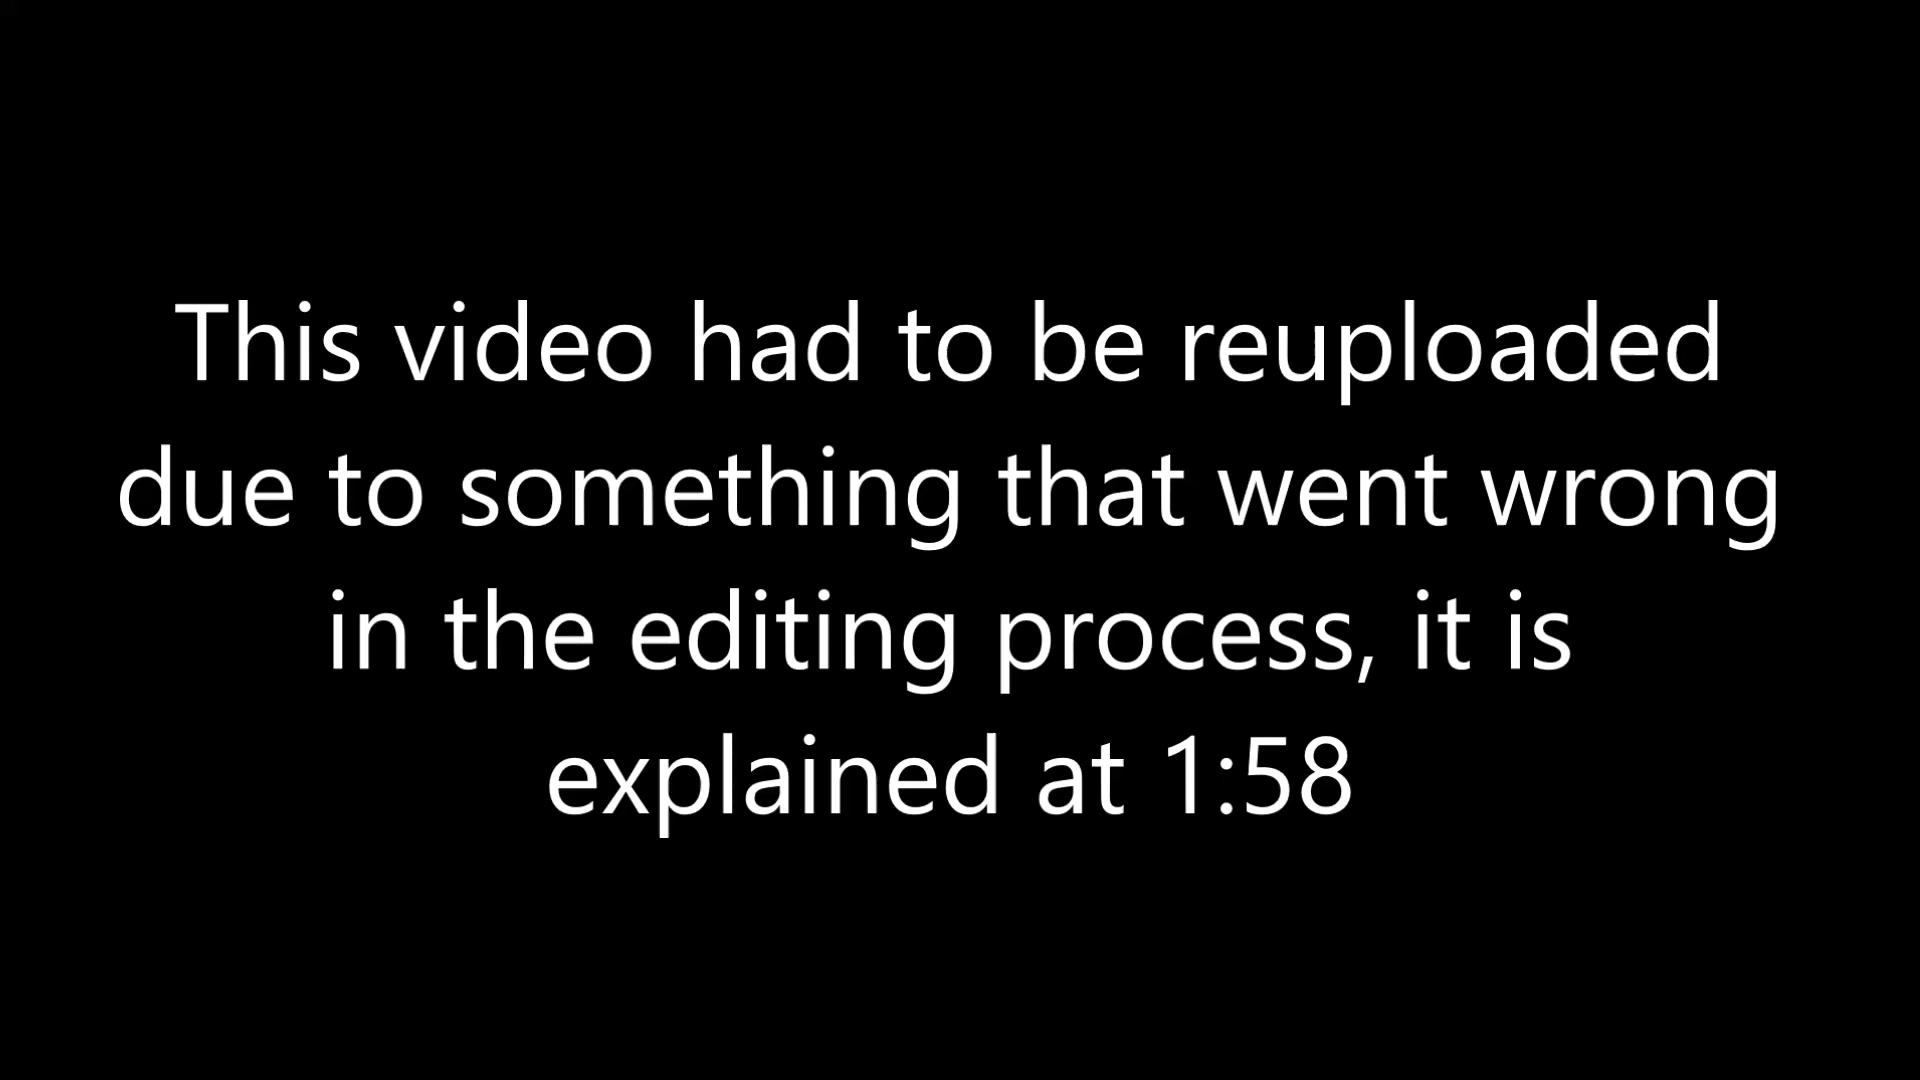 This video had to be reuploaded
due to something that went wrong
in the editing process, it is
explained at 1:58